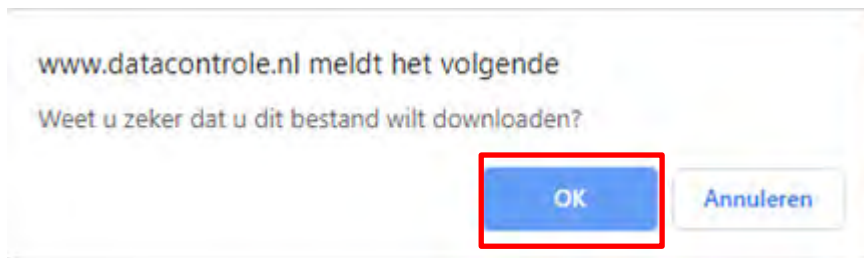 www.datacontrole.nl meldt het volgende
Weet u zeker dat u dit bestand wilt downloaden?
OK Annuleren